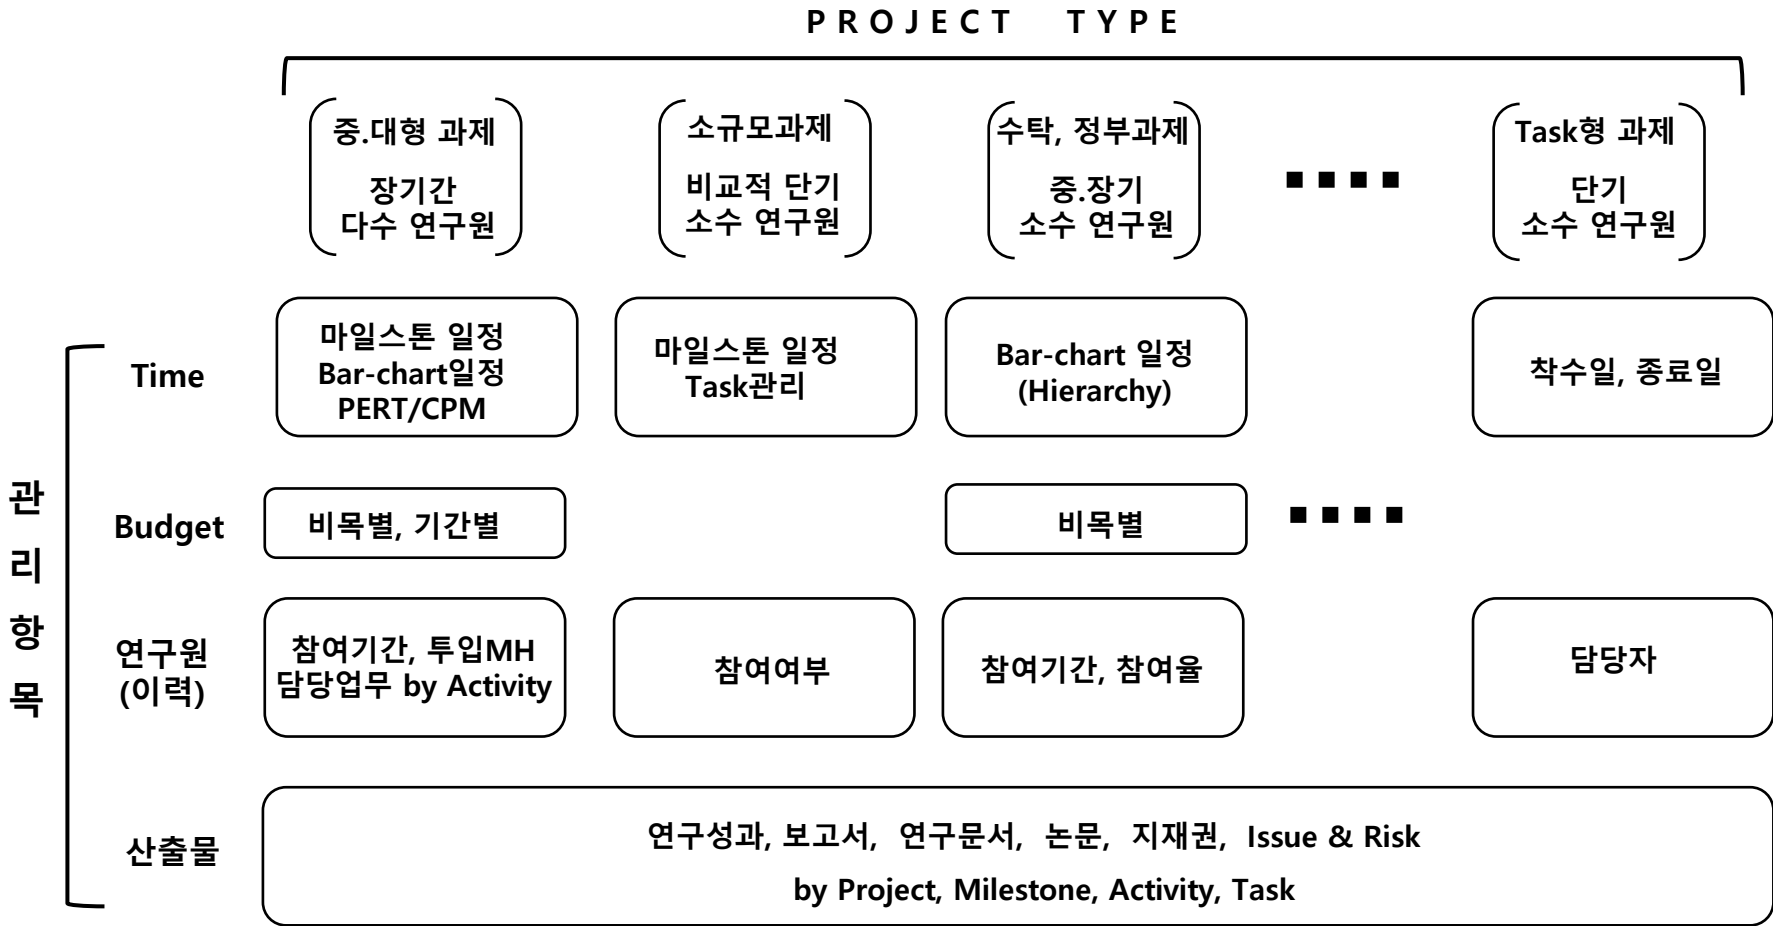 PROJECT TYPE
중.대형 과제
장기간
다수 연구원
소규모과제
비교적 단기
소수 연구원
수탁, 정부과제
중.장기
소수 연구원
Task형 과제
단기
소수 연구원
관리항목
Time
마일스톤 일정
Bar-chart일정
PERT/CPM
마일스톤 일정
Task관리
Bar-chart 일정
(Hierarchy)
착수일, 종료일
Budget
비목별, 기간별
비목별
연구원
(이력)
참여기간, 투입MH
담당업무 by Activity
참여여부
참여기간, 참여율
담당자
산출물
연구성과, 보고서, 연구문서, 논문, 지재권, Issue & Risk
by Project, Milestone, Activity, Task